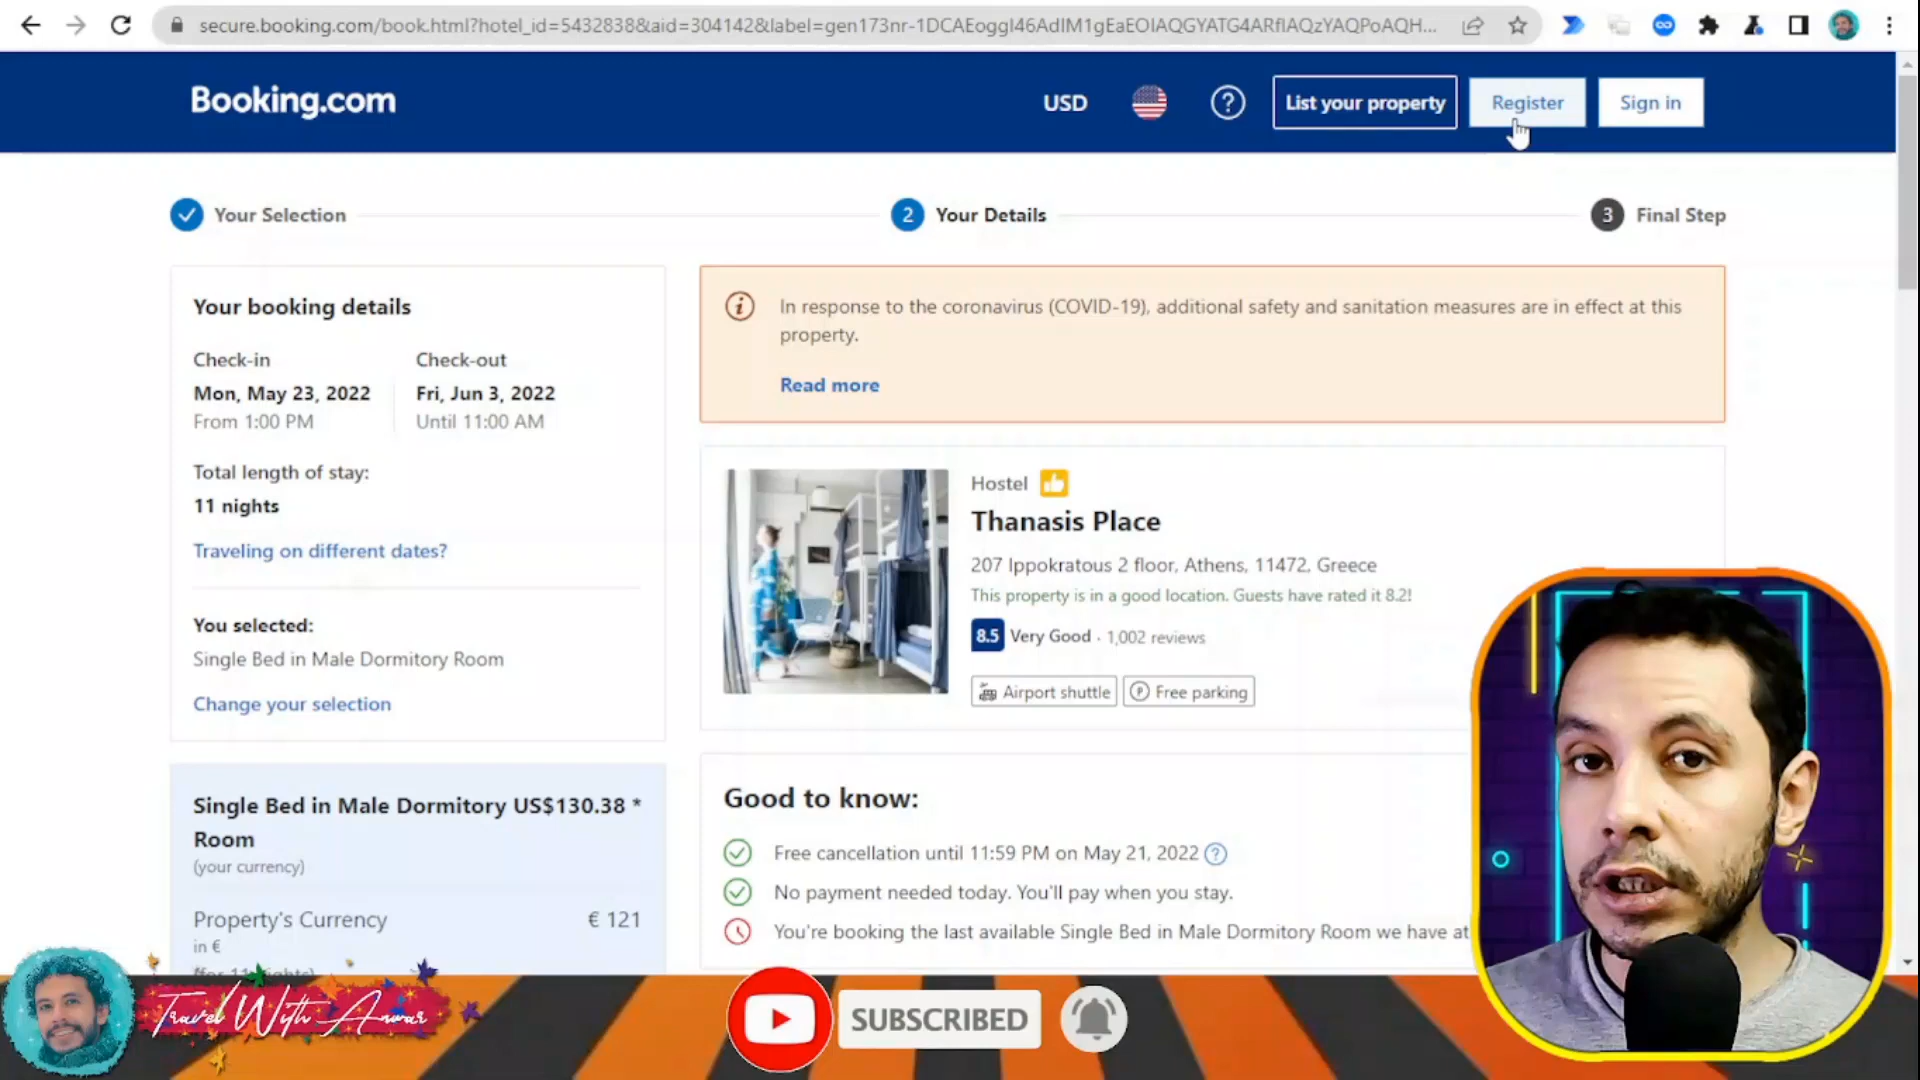 secure.booking.com/book.html?hotel_id=5432838&aid=304142&label=gen173nr-1DCAEoggI46AdIM1gEaEOIAQGYATG4ARfIAQzYAQPoAQH...
Booking.com
USD
List your property
Register
Sign in
Your Selection
2 Your Details
3 Final Step
Your booking details
Check-in
Check-out
Mon, May 23, 2022
Fri, Jun 3, 2022
From 1:00 PM
Until 11:00 AM
Total length of stay:
11 nights
Traveling on different dates?
You selected:
Single Bed in Male Dormitory Room
Change your selection
Single Bed in Male Dormitory US$130.38 *
Room
(your currency)
Property's Currency € 121
in €
(for 11 nights)
In response to the coronavirus (COVID-19), additional safety and sanitation measures are in effect at this
property.
Read more
Hostel
Thanasis Place
207 Ippokratous 2 floor, Athens, 11472, Greece
This property is in a good location. Guests have rated it 8.2!
8.5 Very Good · 1,002 reviews
Airport shuttle
Free parking
Good to know:
Free cancellation until 11:59 PM on May 21, 2022
No payment needed today. You'll pay when you stay.
You're booking the last available Single Bed in Male Dormitory Room we have at
Travel With Anwar
SUBSCRIBED